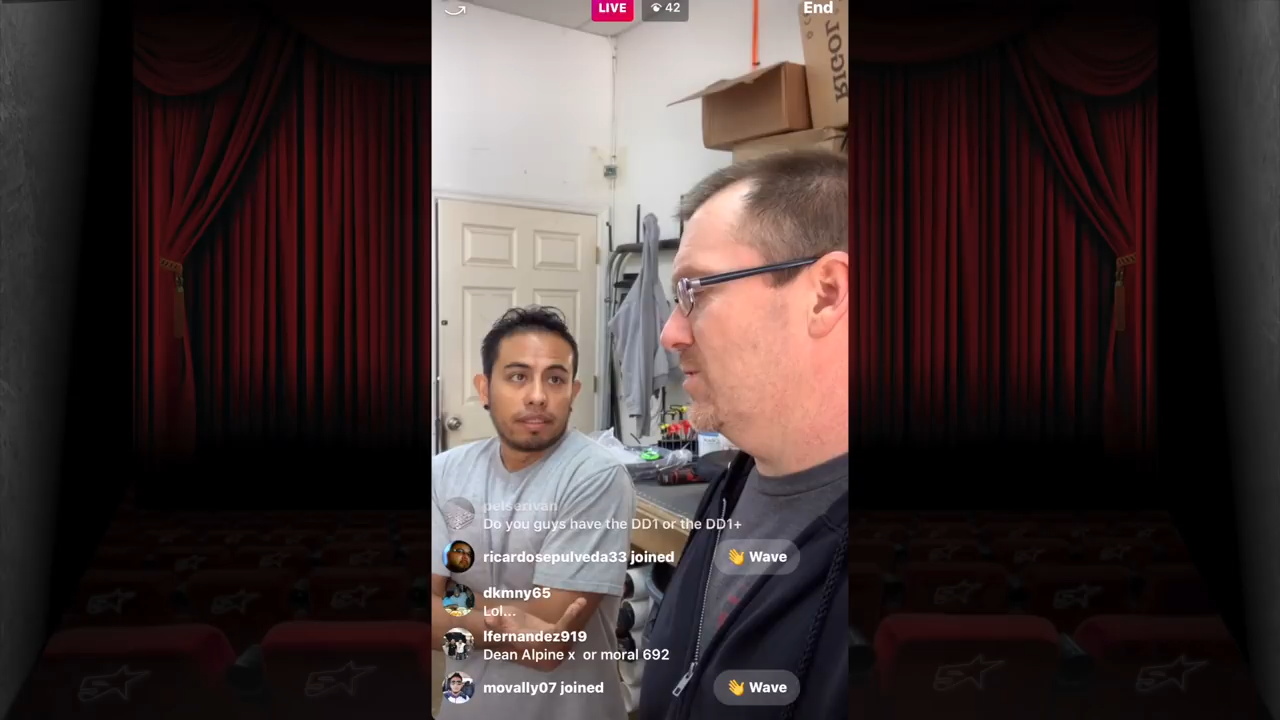 LIVE
42
End
RIGOL
pelserivan
Do you guys have the DD1 or the DD1+
ricardosepulveda33 joined
👋 Wave
dkmny65
Lol...
lfernandez919
Dean Alpine x or moral 692
movally07 joined
👋 Wave